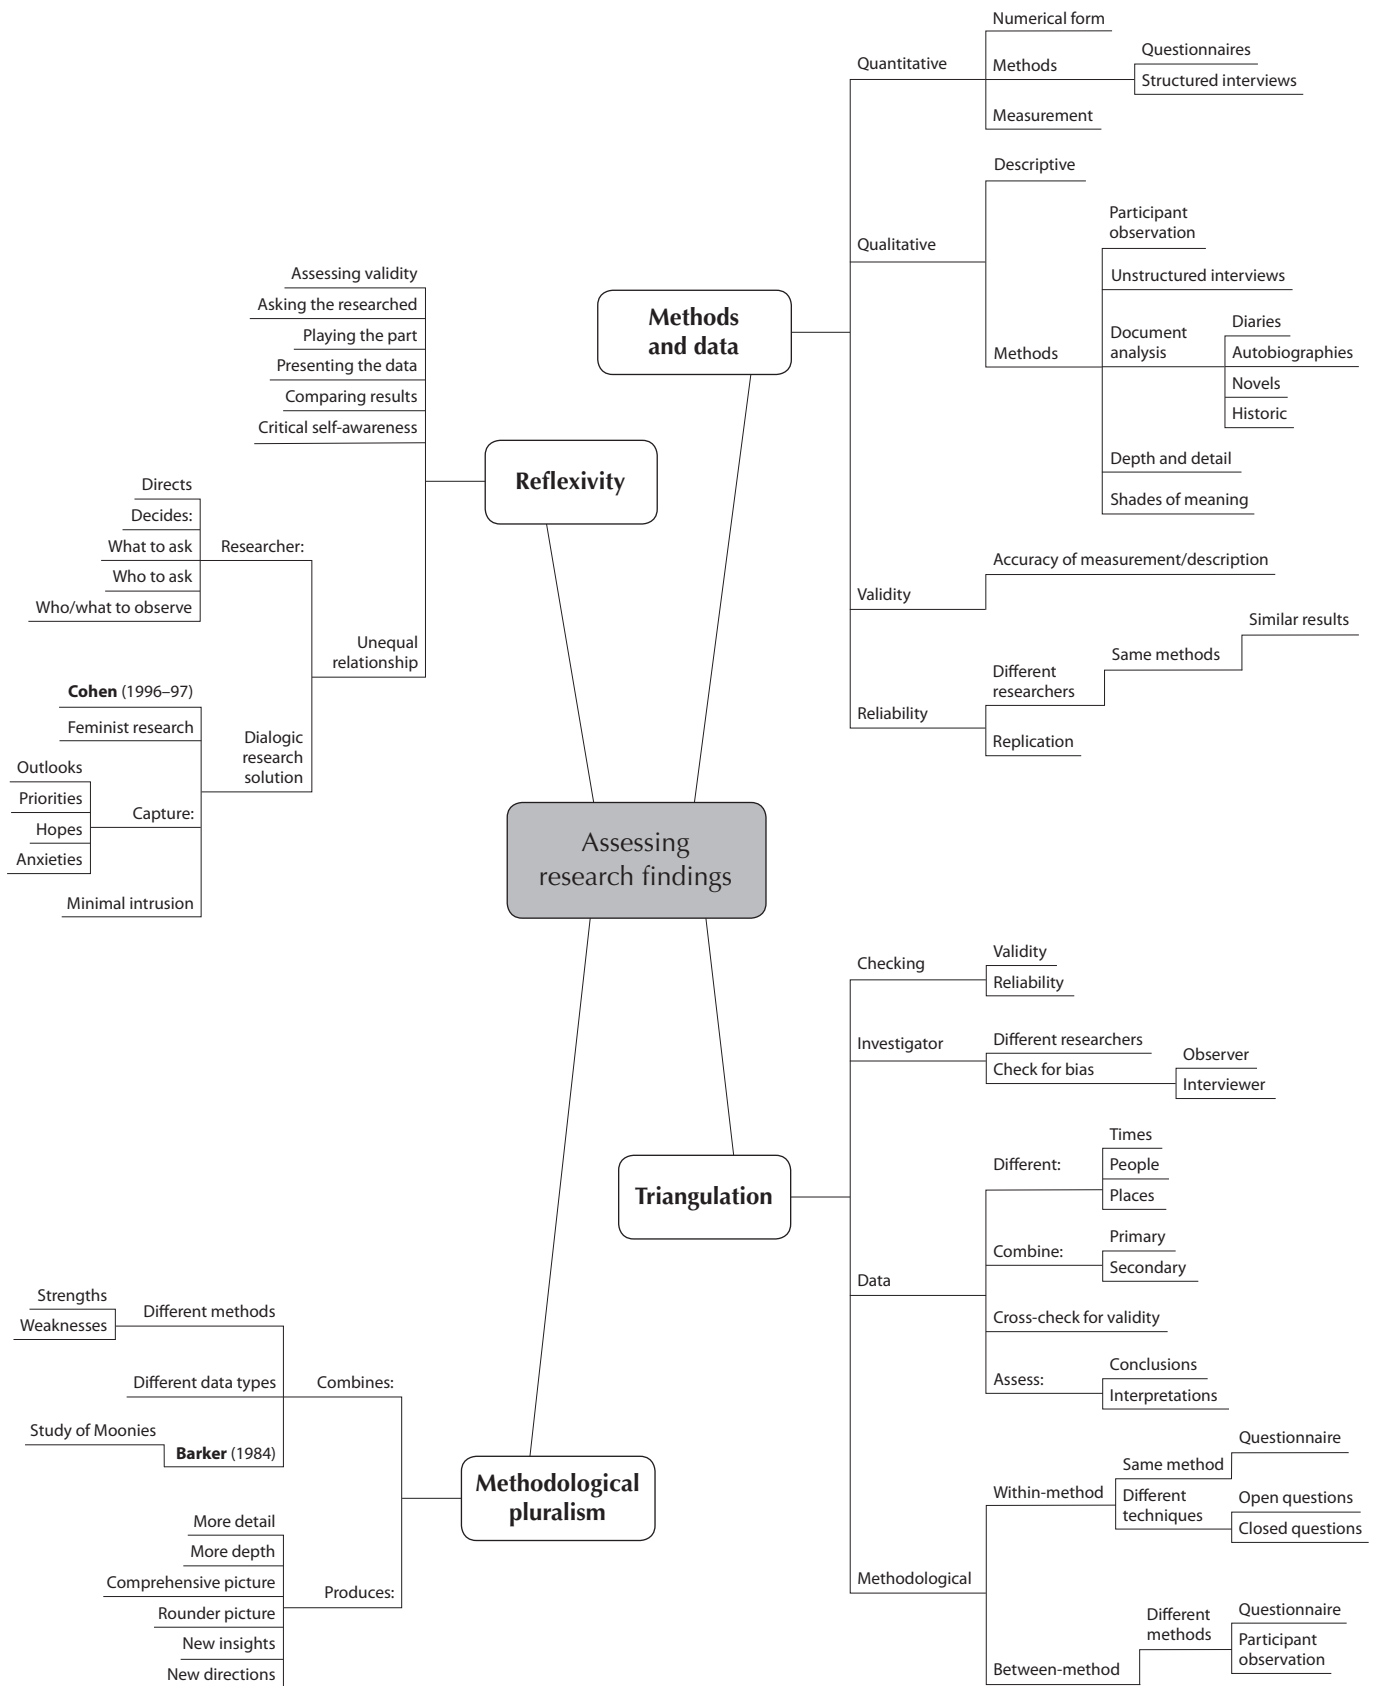 Assessing
research findings
Methods
and data
Quantitative
Numerical form
Methods
Questionnaires
Structured interviews
Measurement
Qualitative
Descriptive
Methods
Participant
observation
Unstructured interviews
Document
analysis
Diaries
Autobiographies
Novels
Historic
Depth and detail
Shades of meaning
Validity
Accuracy of measurement/description
Reliability
Different
researchers
Same methods
Similar results
Replication
Reflexivity
Assessing validity
Asking the researched
Playing the part
Presenting the data
Comparing results
Critical self-awareness
Unequal
relationship
Researcher:
Directs
Decides:
What to ask
Who to ask
Who/what to observe
Dialogic
research
solution
Cohen (1996–97)
Feminist research
Capture:
Outlooks
Priorities
Hopes
Anxieties
Minimal intrusion
Triangulation
Checking
Validity
Reliability
Investigator
Different researchers
Check for bias
Observer
Interviewer
Data
Different:
Times
People
Places
Combine:
Primary
Secondary
Cross-check for validity
Assess:
Conclusions
Interpretations
Methodological
Within-method
Same method
Questionnaire
Different
techniques
Open questions
Closed questions
Between-method
Different
methods
Questionnaire
Participant
observation
Methodological
pluralism
Combines:
Different methods
Strengths
Weaknesses
Different data types
Barker (1984)
Study of Moonies
Produces:
More detail
More depth
Comprehensive picture
Rounder picture
New insights
New directions